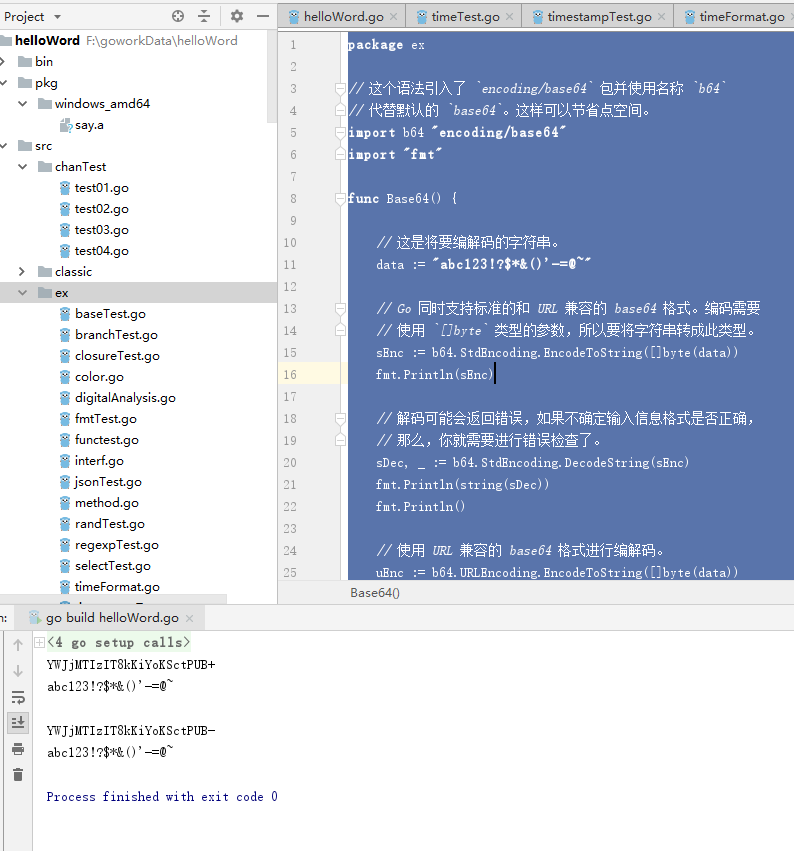 Project
helloWord F:\goworkData\helloWord
bin
pkg
windows_amd64
say.a
src
chanTest
test01.go
test02.go
test03.go
test04.go
classic
ex
baseTest.go
branchTest.go
closureTest.go
color.go
digitalAnalysis.go
fmtTest.go
functest.go
interf.go
jsonTest.go
method.go
randTest.go
regexpTest.go
selectTest.go
timeFormat.go
helloWord.go timeTest.go timestampTest.go timeFormat.go
1 package ex
2
3 // 这个语法引入了 `encoding/base64` 包并使用名称 `b64`
4 // 代替默认的 `base64`。这样可以节省点空间。
5 import b64 "encoding/base64"
6 import "fmt"
7
8 func Base64() {
9
10 // 这是将要编解码的字符串。
11 data := "abc123!?$*&()'-=@~"
12
13 // Go 同时支持标准的和 URL 兼容的 base64 格式。编码需要
14 // 使用 `[]byte` 类型的参数，所以要将字符串转成此类型。
15 sEnc := b64.StdEncoding.EncodeToString([]byte(data))
16 fmt.Println(sEnc)
17
18 // 解码可能会返回错误，如果不确定输入信息格式是否正确，
19 // 那么，你就需要进行错误检查了。
20 sDec, _ := b64.StdEncoding.DecodeString(sEnc)
21 fmt.Println(string(sDec))
22 fmt.Println()
23
24 // 使用 URL 兼容的 base64 格式进行编解码。
25 uEnc := b64.URLEncoding.EncodeToString([]byte(data))
Base64()
n: go build helloWord.go
<4 go setup calls>
YWJjMTIzIT8kKiYoKSctPUB+
abc123!?$*&()'-=@~
YWJjMTIzIT8kKiYoKSctPUB-
abc123!?$*&()'-=@~
Process finished with exit code 0